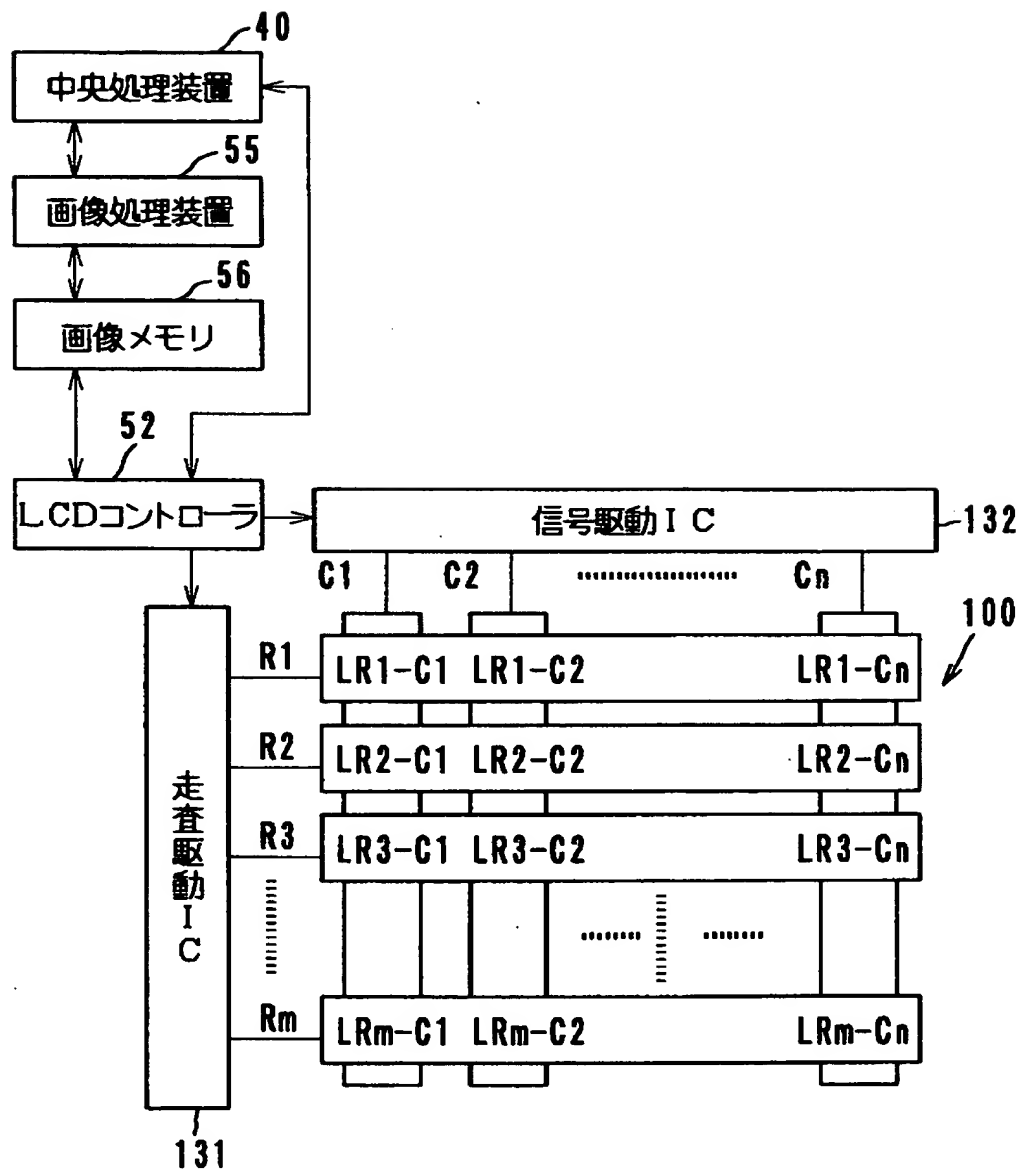 40
中央処理装置
55
画像処理装置
56
画像メモリ
52
LCDコントローラ
信号駆動IC
132
C1 C2 Cn
100
R1
LR1-C1 LR1-C2 LR1-Cn
R2
LR2-C1 LR2-C2 LR2-Cn
R3
LR3-C1 LR3-C2 LR3-Cn
走査駆動IC
Rm
LRm-C1 LRm-C2 LRm-Cn
131